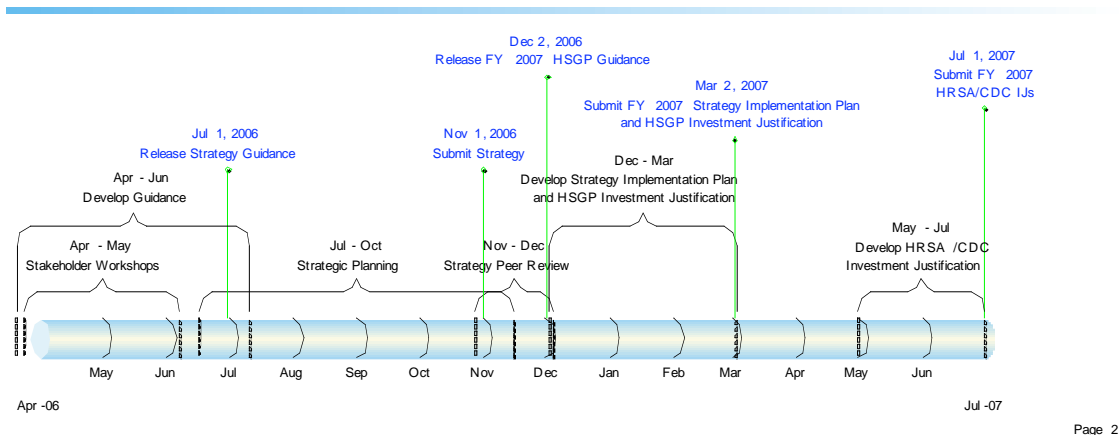 Dec 2, 2006
Release FY 2007 HSGP Guidance
Jul 1, 2007
Submit FY 2007
HRSA/CDC IJs
Mar 2, 2007
Submit FY 2007 Strategy Implementation Plan
and HSGP Investment Justification
Jul 1, 2006
Release Strategy Guidance
Nov 1, 2006
Submit Strategy
Apr - Jun
Develop Guidance
Dec - Mar
Develop Strategy Implementation Plan
and HSGP Investment Justification
Apr - May
Stakeholder Workshops
Jul - Oct
Strategic Planning
Nov - Dec
Strategy Peer Review
May - Jul
Develop HRSA /CDC
Investment Justification
May Jun Jul Aug Sep Oct Nov Dec Jan Feb Mar Apr May Jun
Apr -06
Jul -07
Page 2